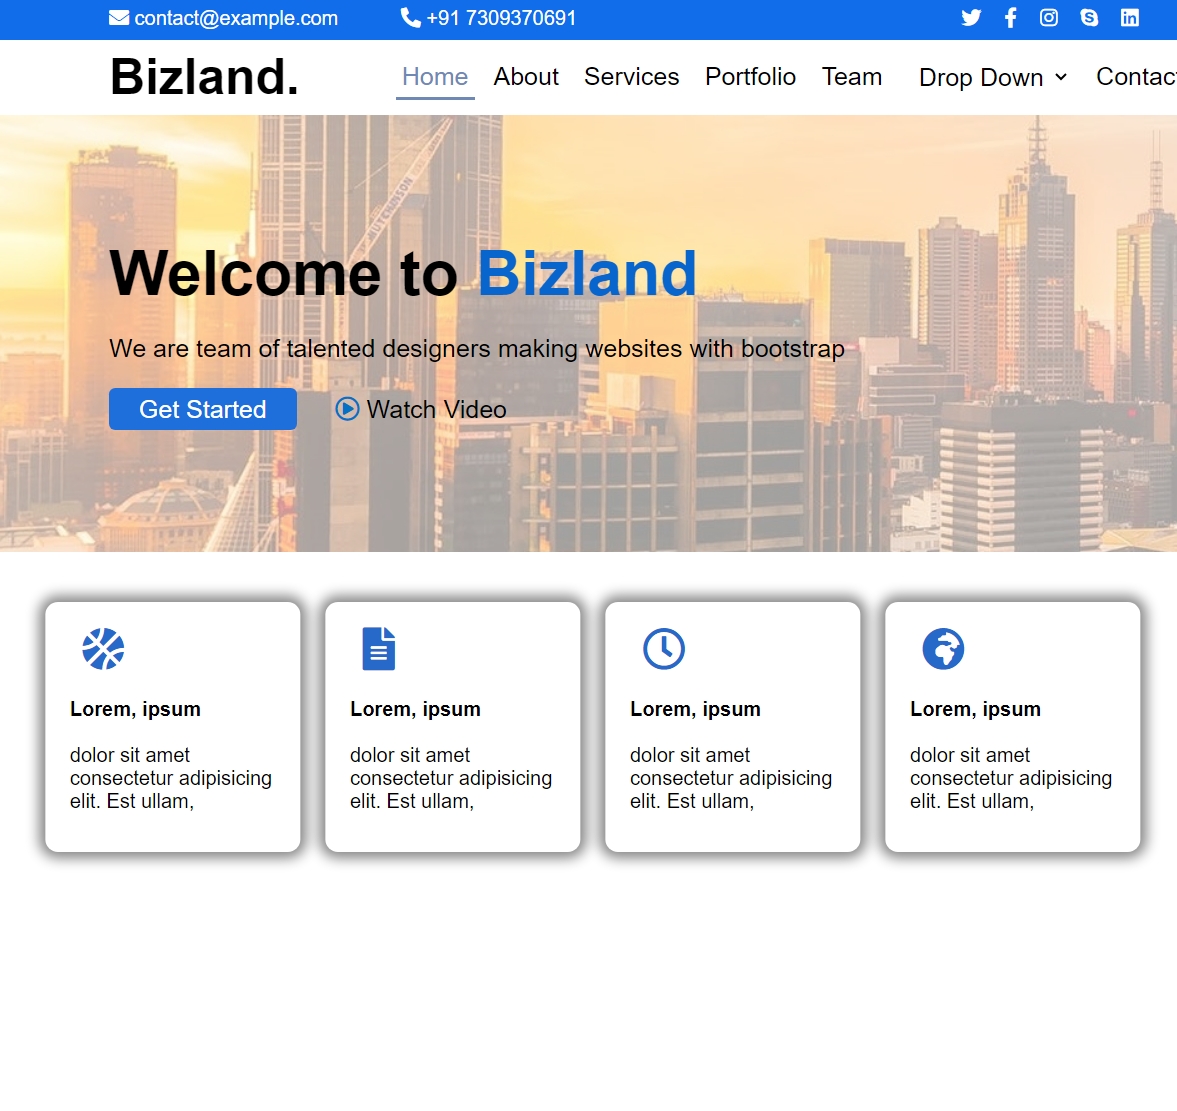 contact@example.com +91 7309370691
Bizland. Home About Services Portfolio Team Drop Down Contac
HUTCHINSON
Welcome to Bizland
We are team of talented designers making websites with bootstrap
Get Started Watch Video
Lorem, ipsum
dolor sit amet
consectetur adipisicing
elit. Est ullam,
Lorem, ipsum
dolor sit amet
consectetur adipisicing
elit. Est ullam,
Lorem, ipsum
dolor sit amet
consectetur adipisicing
elit. Est ullam,
Lorem, ipsum
dolor sit amet
consectetur adipisicing
elit. Est ullam,